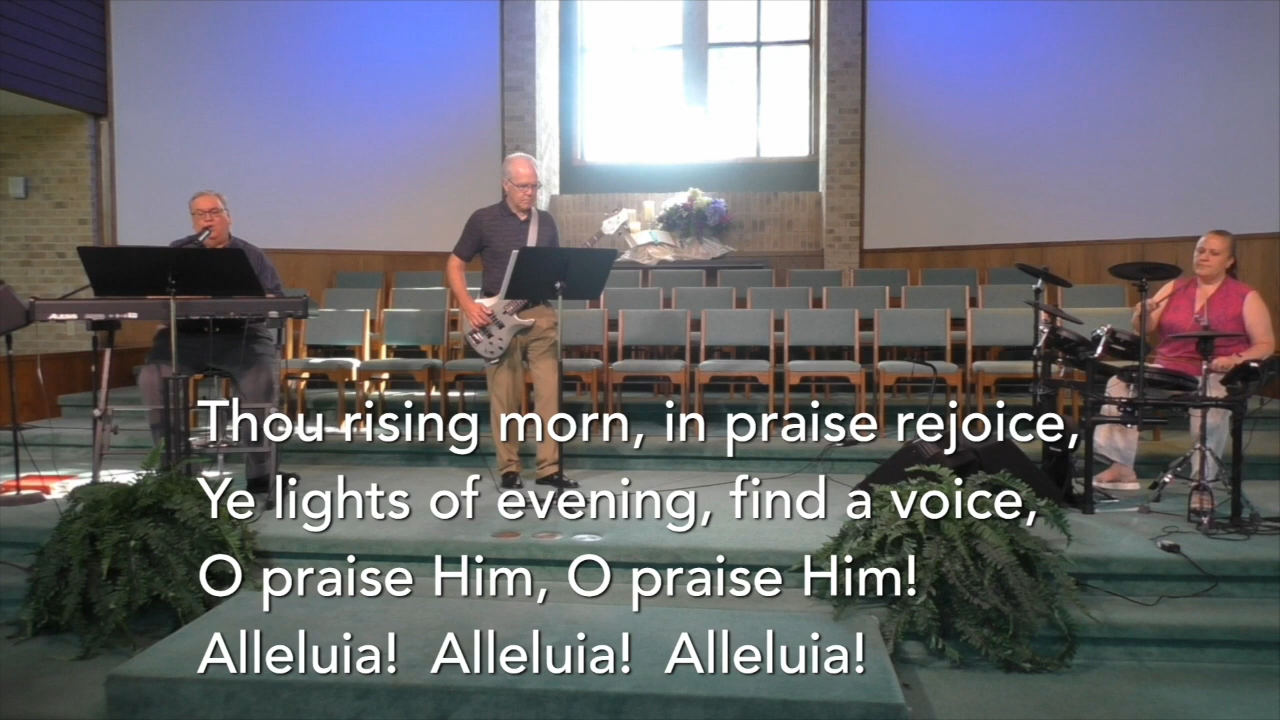 ALESIS
Thou rising morn, in praise rejoice,
Ye lights of evening, find a voice,
O praise Him, O praise Him!
Alleluia!  Alleluia!  Alleluia!